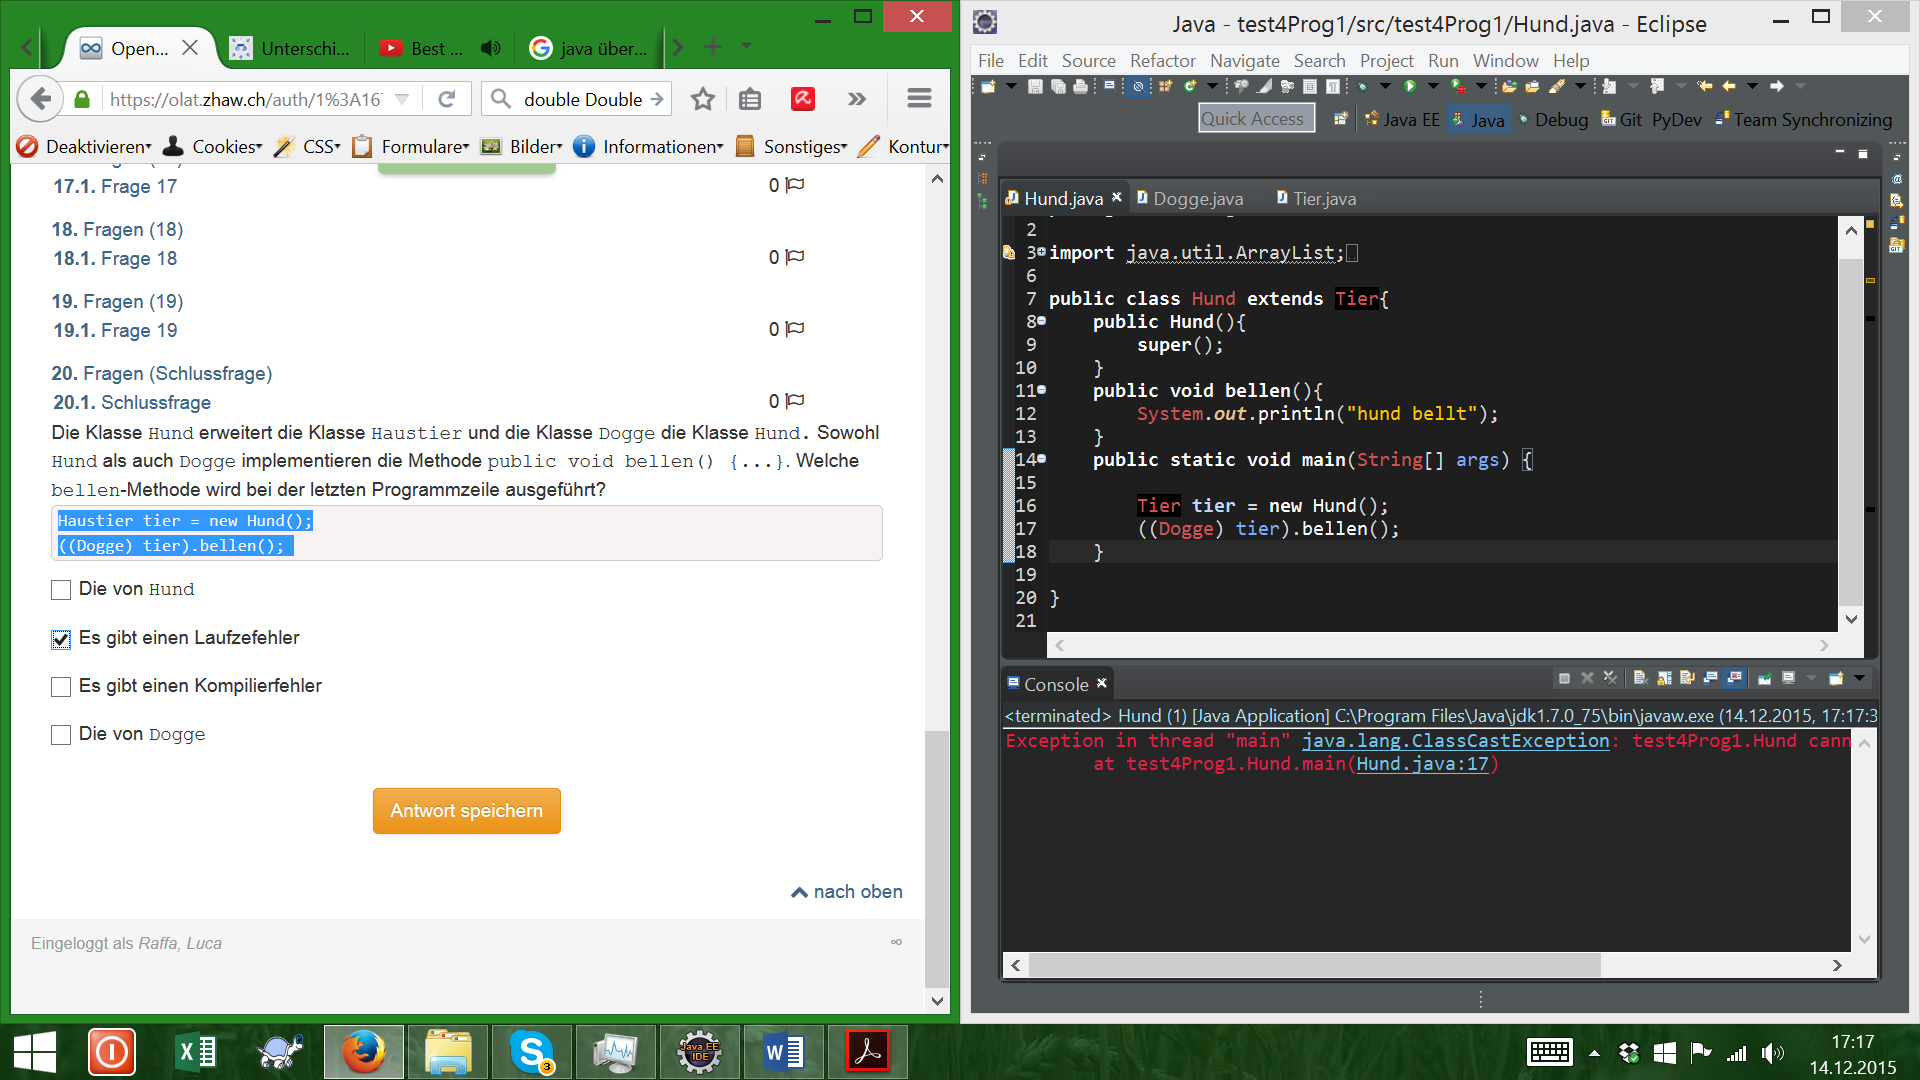 Open...
Unterschi...
Best ...
java über...
https://olat.zhaw.ch/auth/1%3A16
double Double
Deaktivieren
Cookies
CSS
Formulare
Bilder
Informationen
Sonstiges
Kontur
17.1. Frage 17
0
18. Fragen (18)
18.1. Frage 18
0
19. Fragen (19)
19.1. Frage 19
0
20. Fragen (Schlussfrage)
20.1. Schlussfrage
0
Die Klasse Hund erweitert die Klasse Haustier und die Klasse Dogge die Klasse Hund. Sowohl
Hund als auch Dogge implementieren die Methode public void bellen() {...}. Welche
bellen-Methode wird bei der letzten Programmzeile ausgeführt?
Haustier tier = new Hund();
((Dogge) tier).bellen();
Die von Hund
Es gibt einen Laufzefehler
Es gibt einen Kompilierfehler
Die von Dogge
Antwort speichern
nach oben
Eingeloggt als Raffa, Luca
Java - test4Prog1/src/test4Prog1/Hund.java - Eclipse
File Edit Source Refactor Navigate Search Project Run Window Help
Quick Access
Java EE
Java
Debug
Git
PyDev
Team Synchronizing
Hund.java
Dogge.java
Tier.java
2
3 import java.util.ArrayList;
6
7 public class Hund extends Tier{
8 public Hund(){
9 super();
10 }
11 public void bellen(){
12 System.out.println("hund bellt");
13 }
14 public static void main(String[] args) {
15
16 Tier tier = new Hund();
17 ((Dogge) tier).bellen();
18 }
19
20 }
21
Console
<terminated> Hund (1) [Java Application] C:\Program Files\Java\jdk1.7.0_75\bin\javaw.exe (14.12.2015, 17:17:3
Exception in thread "main" java.lang.ClassCastException: test4Prog1.Hund cann
at test4Prog1.Hund.main(Hund.java:17)
Java EE
IDE
3
17:17
14.12.2015